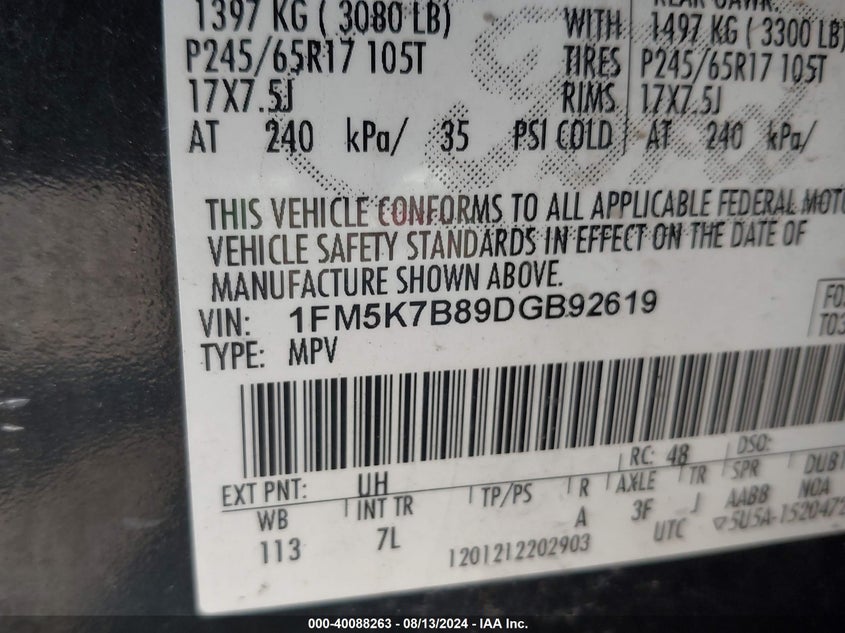 1397 KG ( 3080 LB) WITH 1497 KG ( 3300 LB)
P245/65R17 105T TIRES P245/65R17 105T
17X7.5J RIMS 17X7.5J
AT 240 kPa/ 35 PSI COLD AT 240 kPa/
THIS VEHICLE CONFORMS TO ALL APPLICABLE FEDERAL MOTO
VEHICLE SAFETY STANDARDS IN EFFECT ON THE DATE OF
MANUFACTURE SHOWN ABOVE.
VIN: 1FM5K7B89DGB92619
TYPE: MPV
RC: 48 DSO:
EXT PNT: UH AXLE TR SPR DUB1
WB INT TR TP/PS R 3F J AABB NOA
113 7L A UTC 5U5A-1520472
1201212202903
000-40088263 - 08/13/2024 - IAA Inc.